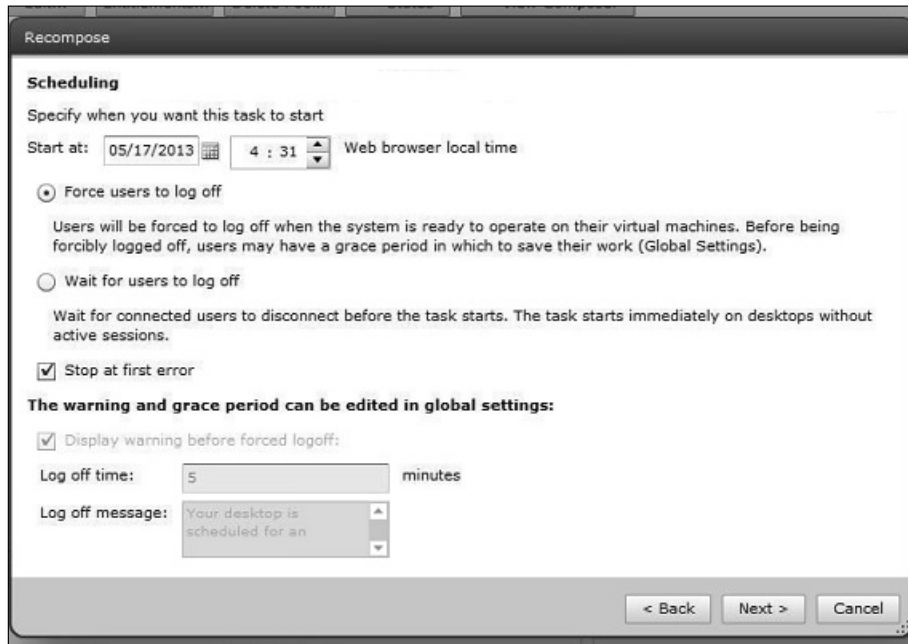 Recompose
Scheduling
Specify when you want this task to start
Start at: 05/17/2013 4 : 31 Web browser local time
Force users to log off
Users will be forced to log off when the system is ready to operate on their virtual machines. Before being
forcibly logged off, users may have a grace period in which to save their work (Global Settings).
Wait for users to log off
Wait for connected users to disconnect before the task starts. The task starts immediately on desktops without
active sessions.
Stop at first error
The warning and grace period can be edited in global settings:
Display warning before forced logoff:
Log off time: 5 minutes
Log off message: Your desktop is
scheduled for an
< Back Next > Cancel